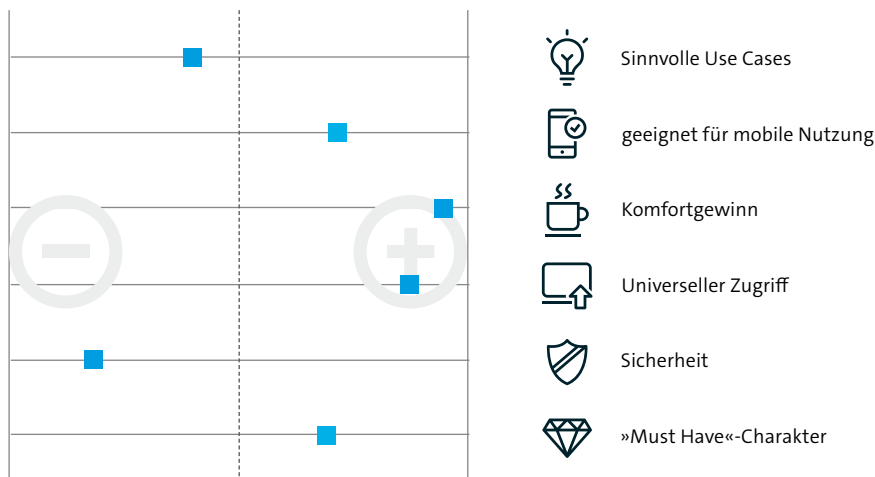 Sinnvolle Use Cases
geeignet für mobile Nutzung
Komfortgewinn
Universeller Zugriff
Sicherheit
»Must Have«-Charakter